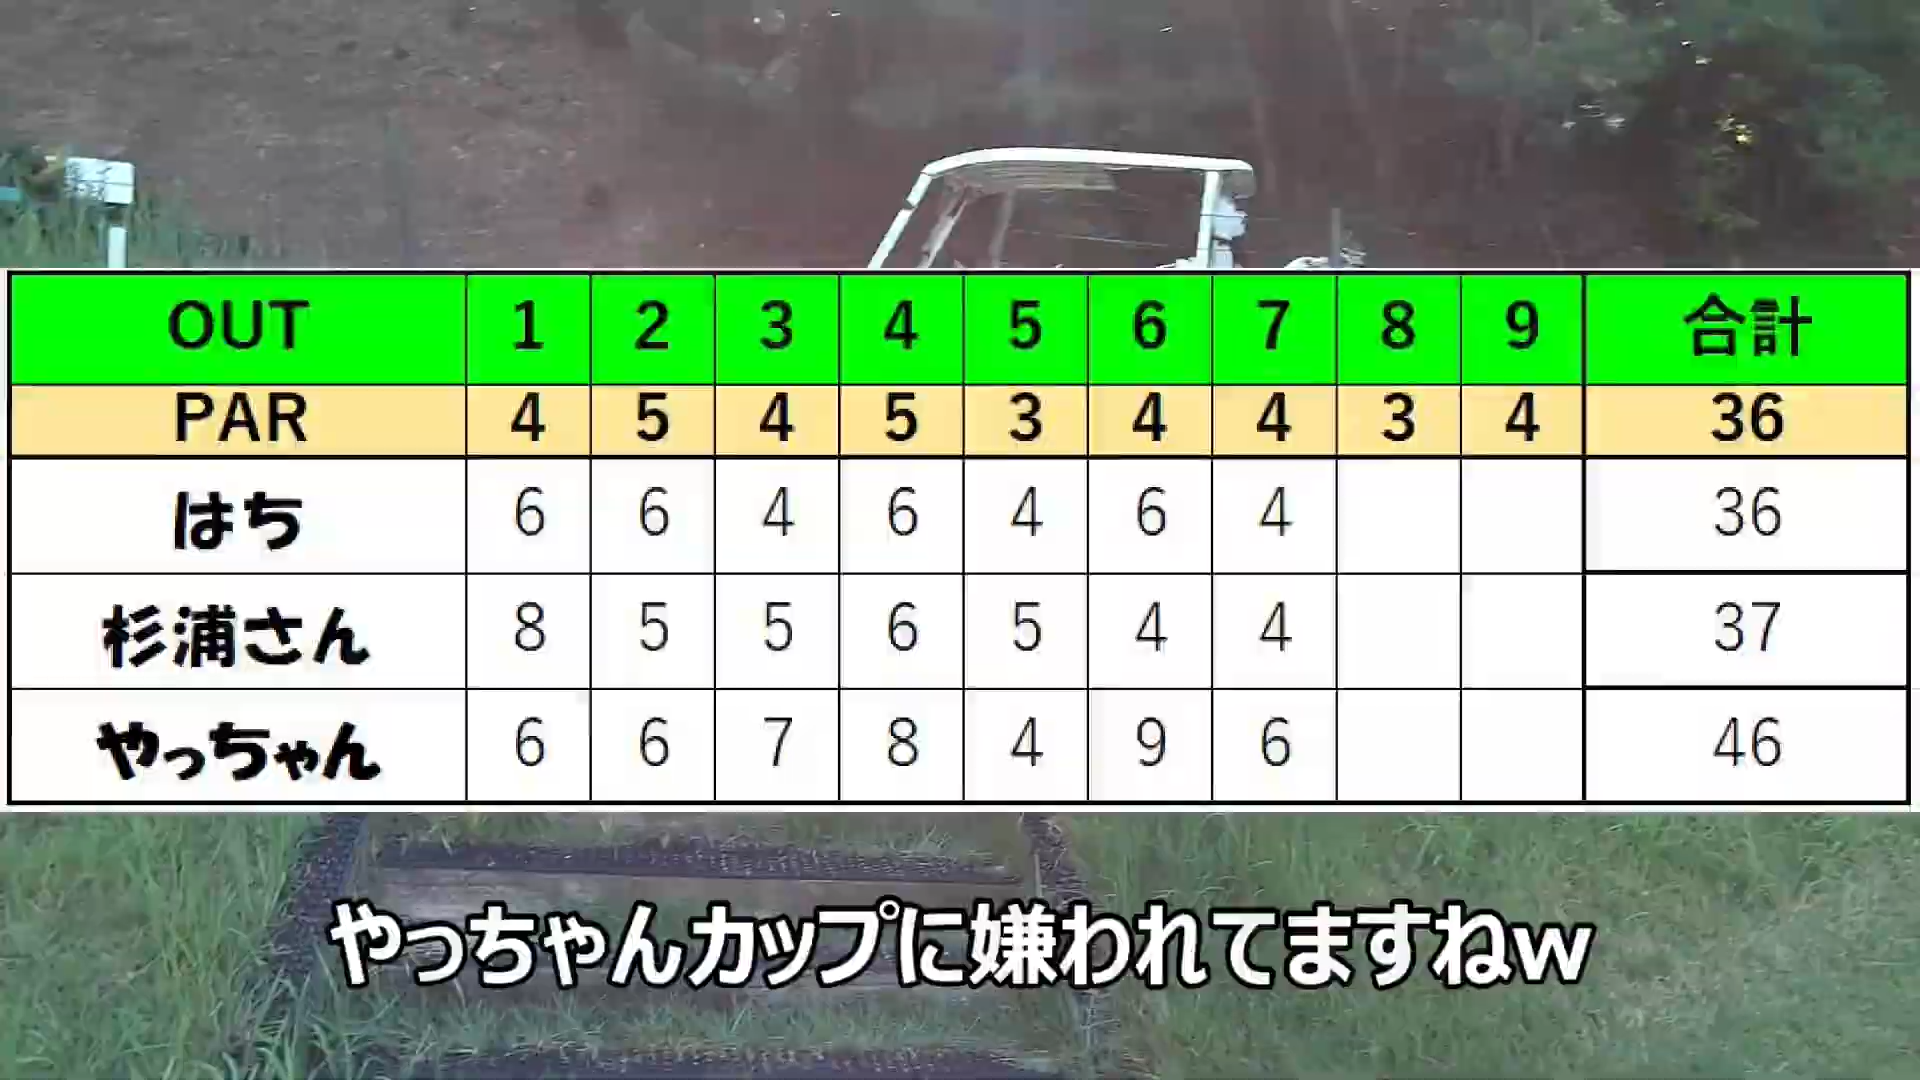 OUT 1 2 3 4 5 6 7 8 9 合計
PAR 4 5 4 5 3 4 4 3 4 36
はち 6 6 4 6 4 6 4 36
杉浦さん 8 5 5 6 5 4 4 37
やっちゃん 6 6 7 8 4 9 6 46
やっちゃんカップに嫌われてますねw